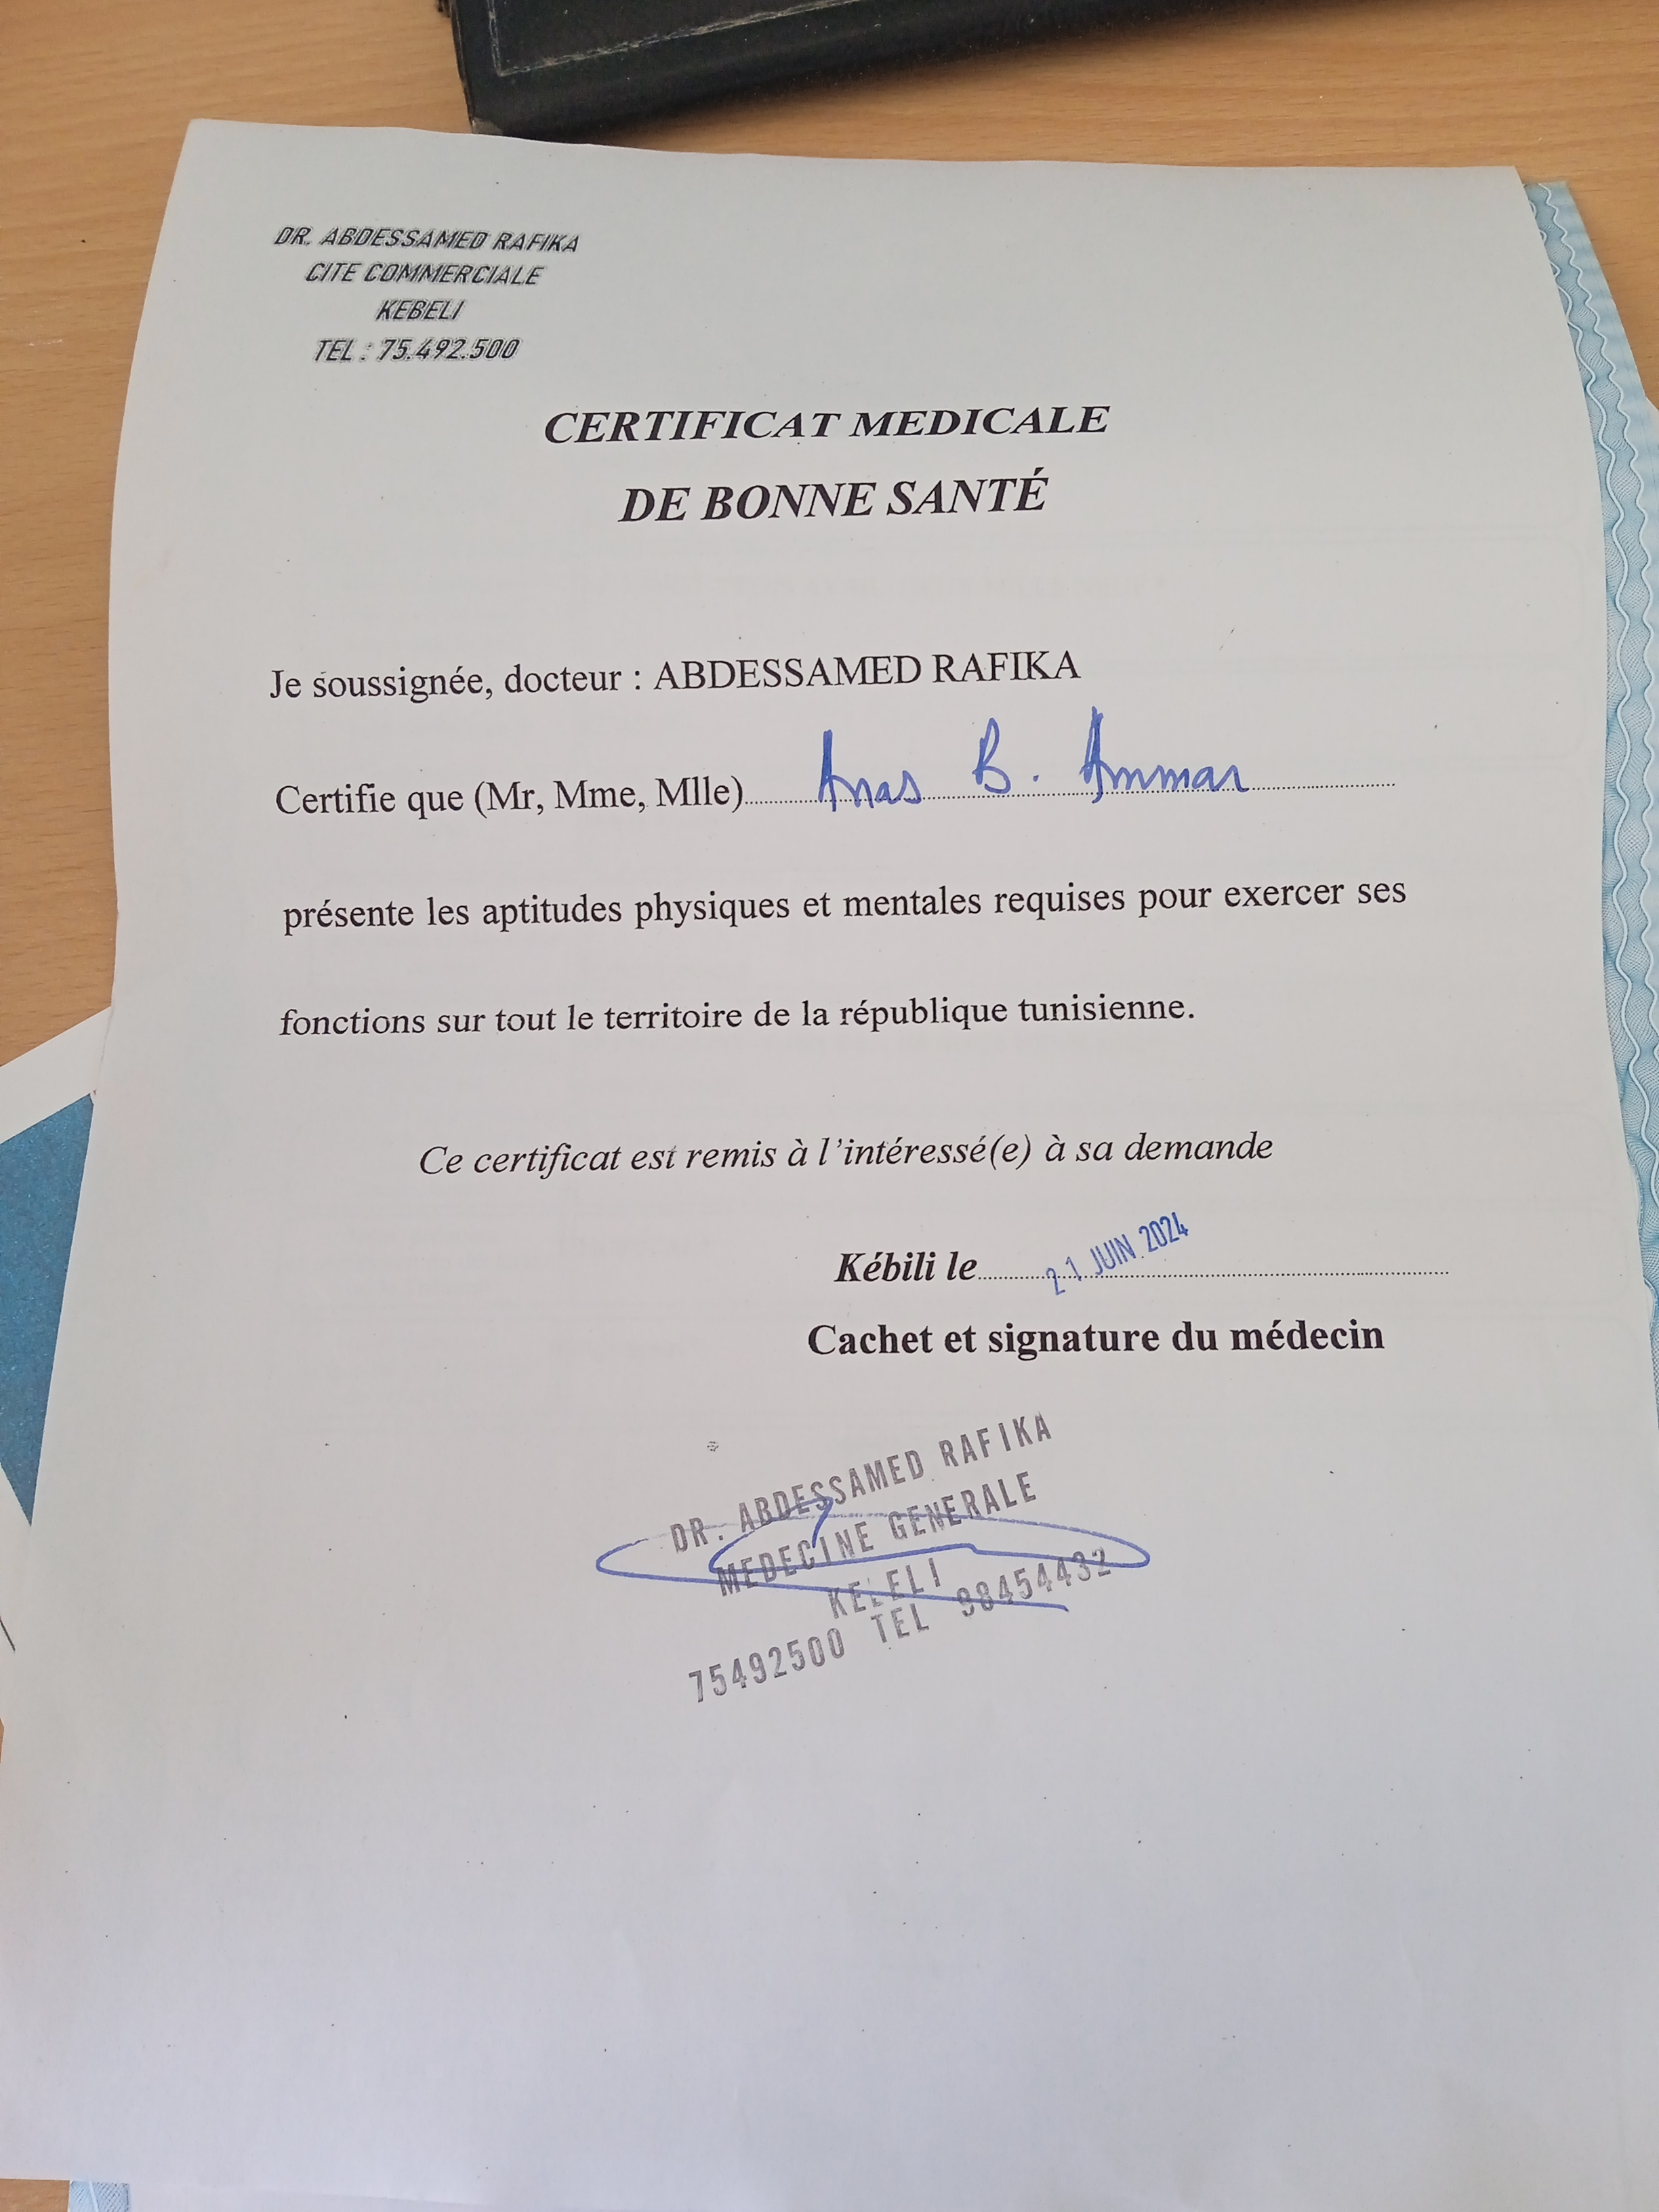 DR. ABDESSAMED RAFIKA
CITE COMMERCIALE
KEBELI
TEL : 75.492.500
CERTIFICAT MEDICALE
DE BONNE SANTÉ
Je soussignée, docteur : ABDESSAMED RAFIKA
Certifie que (Mr, Mme, Mlle) Anas B. Ammar
présente les aptitudes physiques et mentales requises pour exercer ses
fonctions sur tout le territoire de la république tunisienne.
Ce certificat est remis à l'intéressé(e) à sa demande
Kébili le 21 JUIN 2024
Cachet et signature du médecin
DR. ABDESSAMED RAFIKA
MEDECINE GENERALE
KEBELI
75492500 TEL 98454432